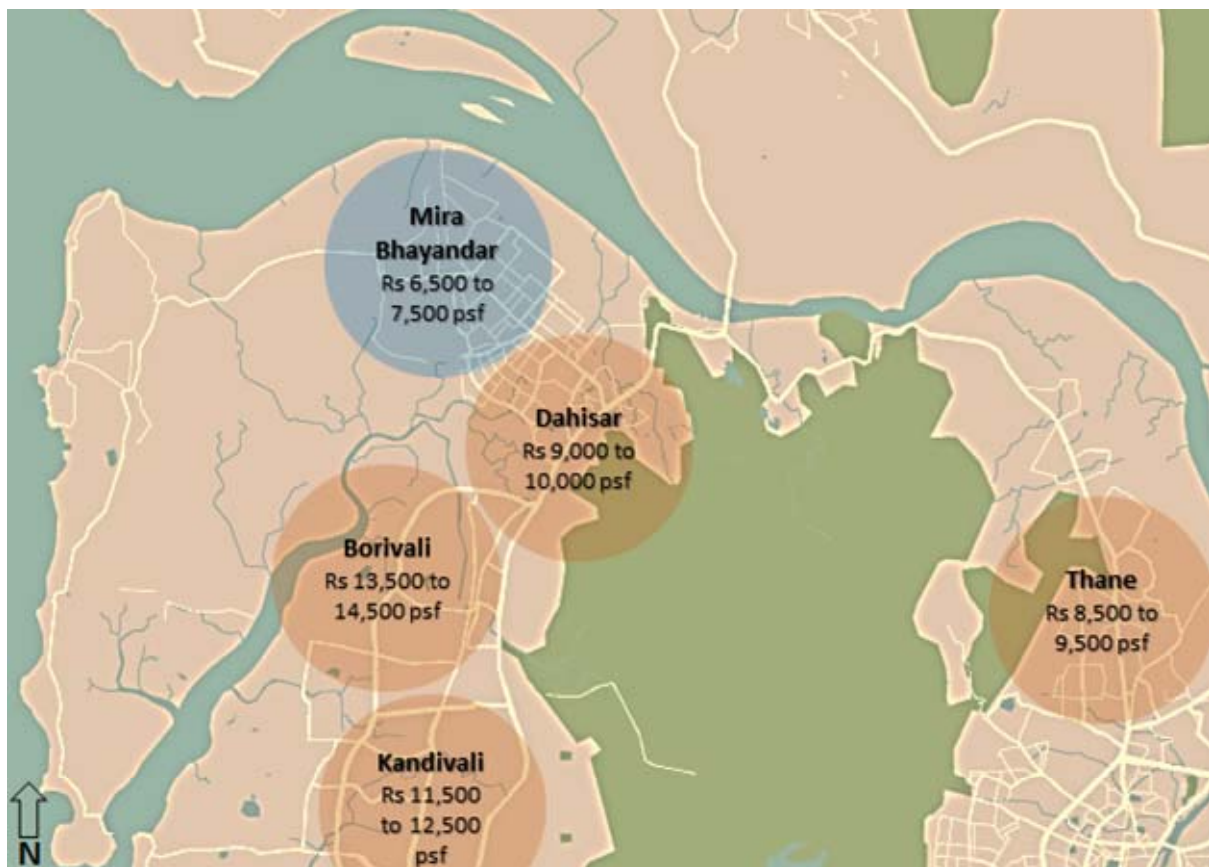 Mira
Bhayandar
Rs 6,500 to
7,500 psf
Dahisar
Rs 9,000 to
10,000 psf
Borivali
Rs 13,500 to
14,500 psf
Thane
Rs 8,500 to
9,500 psf
Kandivali
Rs 11,500
to 12,500
psf
N